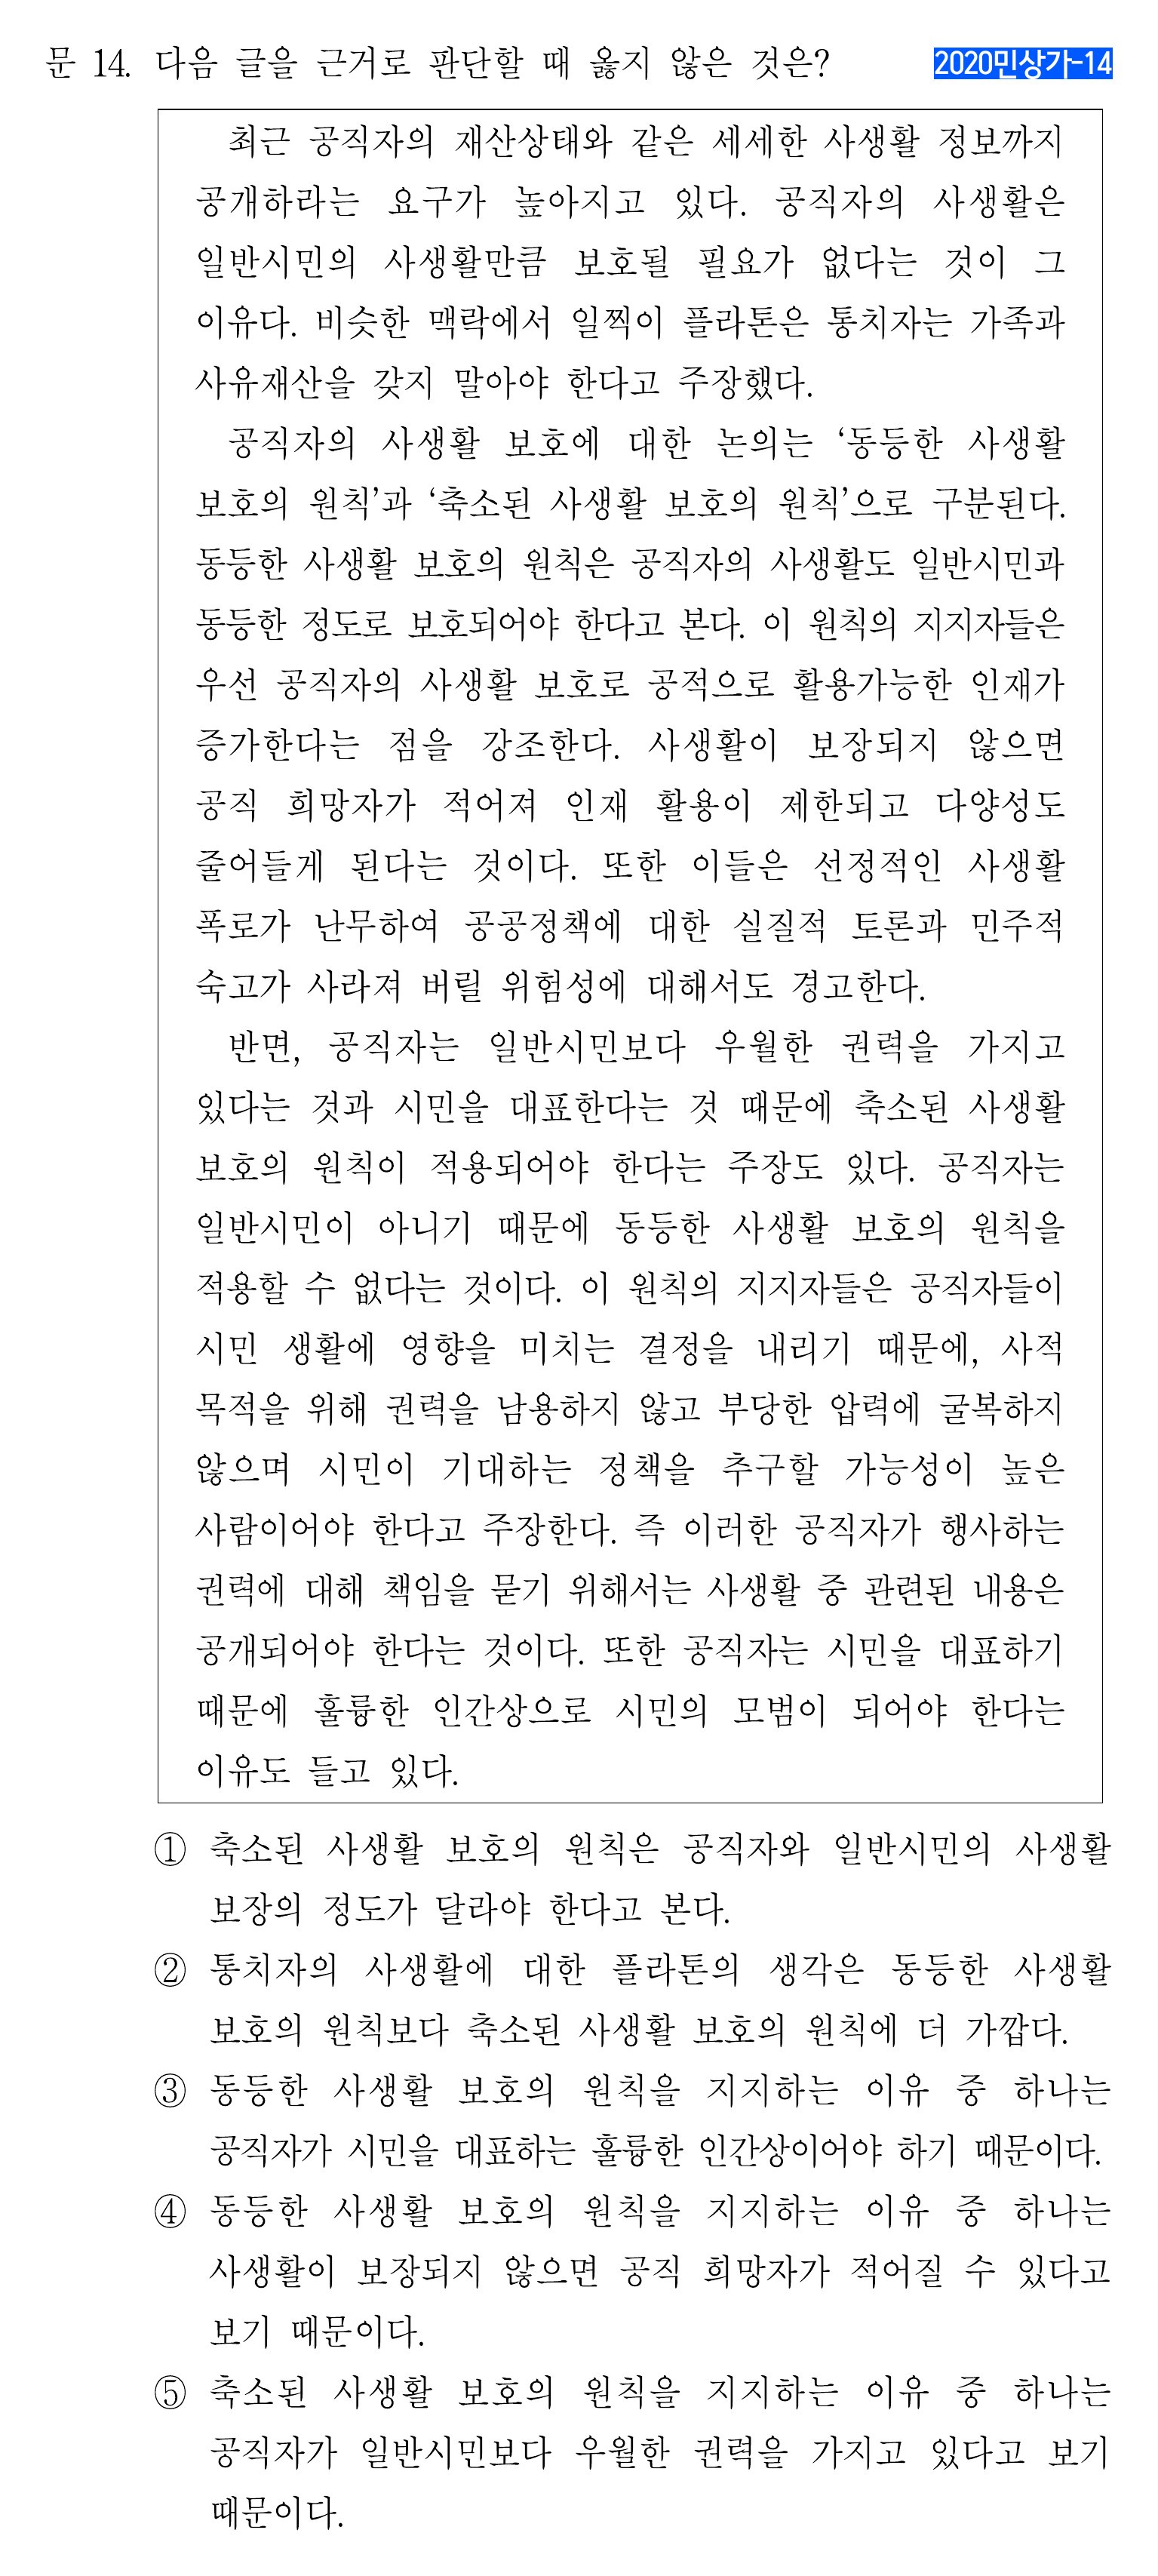 문 14. 다음 글을 근거로 판단할 때 옳지 않은 것은?
2020민상가-14
최근 공직자의 재산상태와 같은 세세한 사생활 정보까지
공개하라는 요구가 높아지고 있다. 공직자의 사생활은
일반시민의 사생활만큼 보호될 필요가 없다는 것이 그
이유다. 비슷한 맥락에서 일찍이 플라톤은 통치자는 가족과
사유재산을 갖지 말아야 한다고 주장했다.
공직자의 사생활 보호에 대한 논의는 ‘동등한 사생활
보호의 원칙’과 ‘축소된 사생활 보호의 원칙’으로 구분된다.
동등한 사생활 보호의 원칙은 공직자의 사생활도 일반시민과
동등한 정도로 보호되어야 한다고 본다. 이 원칙의 지지자들은
우선 공직자의 사생활 보호로 공적으로 활용가능한 인재가
증가한다는 점을 강조한다. 사생활이 보장되지 않으면
공직 희망자가 적어져 인재 활용이 제한되고 다양성도
줄어들게 된다는 것이다. 또한 이들은 선정적인 사생활
폭로가 난무하여 공공정책에 대한 실질적 토론과 민주적
숙고가 사라져 버릴 위험성에 대해서도 경고한다.
반면, 공직자는 일반시민보다 우월한 권력을 가지고
있다는 것과 시민을 대표한다는 것 때문에 축소된 사생활
보호의 원칙이 적용되어야 한다는 주장도 있다. 공직자는
일반시민이 아니기 때문에 동등한 사생활 보호의 원칙을
적용할 수 없다는 것이다. 이 원칙의 지지자들은 공직자들이
시민 생활에 영향을 미치는 결정을 내리기 때문에, 사적
목적을 위해 권력을 남용하지 않고 부당한 압력에 굴복하지
않으며 시민이 기대하는 정책을 추구할 가능성이 높은
사람이어야 한다고 주장한다. 즉 이러한 공직자가 행사하는
권력에 대해 책임을 묻기 위해서는 사생활 중 관련된 내용은
공개되어야 한다는 것이다. 또한 공직자는 시민을 대표하기
때문에 훌륭한 인간상으로 시민의 모범이 되어야 한다는
이유도 들고 있다.
① 축소된 사생활 보호의 원칙은 공직자와 일반시민의 사생활
보장의 정도가 달라야 한다고 본다.
② 통치자의 사생활에 대한 플라톤의 생각은 동등한 사생활
보호의 원칙보다 축소된 사생활 보호의 원칙에 더 가깝다.
③ 동등한 사생활 보호의 원칙을 지지하는 이유 중 하나는
공직자가 시민을 대표하는 훌륭한 인간상이어야 하기 때문이다.
④ 동등한 사생활 보호의 원칙을 지지하는 이유 중 하나는
사생활이 보장되지 않으면 공직 희망자가 적어질 수 있다고
보기 때문이다.
⑤ 축소된 사생활 보호의 원칙을 지지하는 이유 중 하나는
공직자가 일반시민보다 우월한 권력을 가지고 있다고 보기
때문이다.